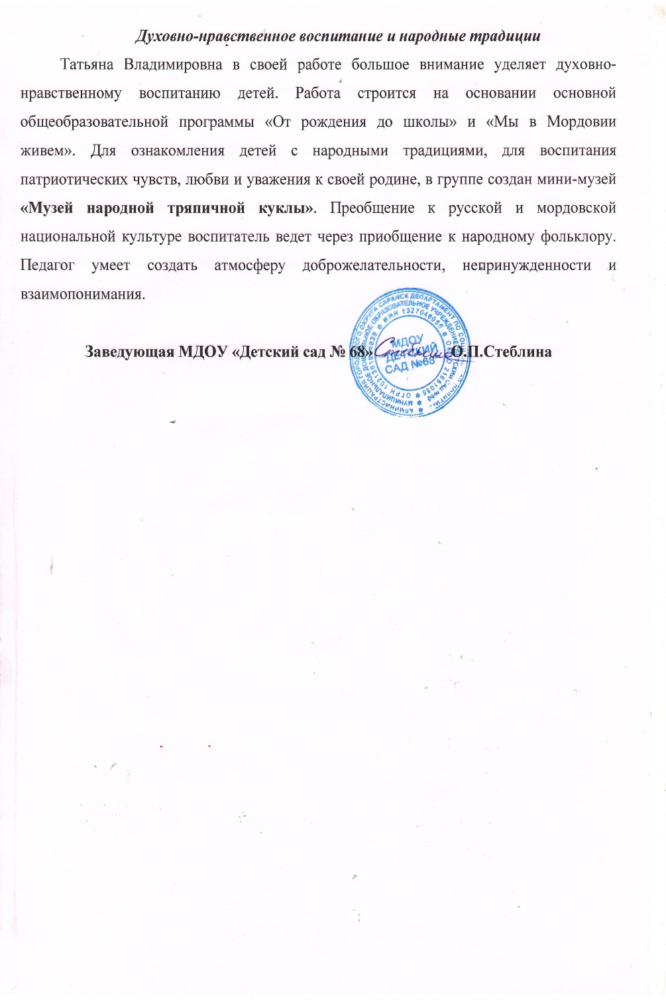 Духовно-нравственное воспитание и народные традиции
Татьяна Владимировна в своей работе большое внимание уделяет духовно-
нравственному воспитанию детей. Работа строится на основании основной
общеобразовательной программы «От рождения до школы» и «Мы в Мордовии
живем». Для ознакомления детей с народными традициями, для воспитания
патриотических чувств, любви и уважения к своей родине, в группе создан мини-музей
«Музей народной тряпичной куклы». Преобщение к русской и мордовской
национальной культуре воспитатель ведет через приобщение к народному фольклору.
Педагог умеет создать атмосферу доброжелательности, непринужденности и
взаимопонимания.
Заведующая МДОУ «Детский сад № 68» О.П.Стеблина
МДОУ
"ДЕТСКИЙ
САД №68"